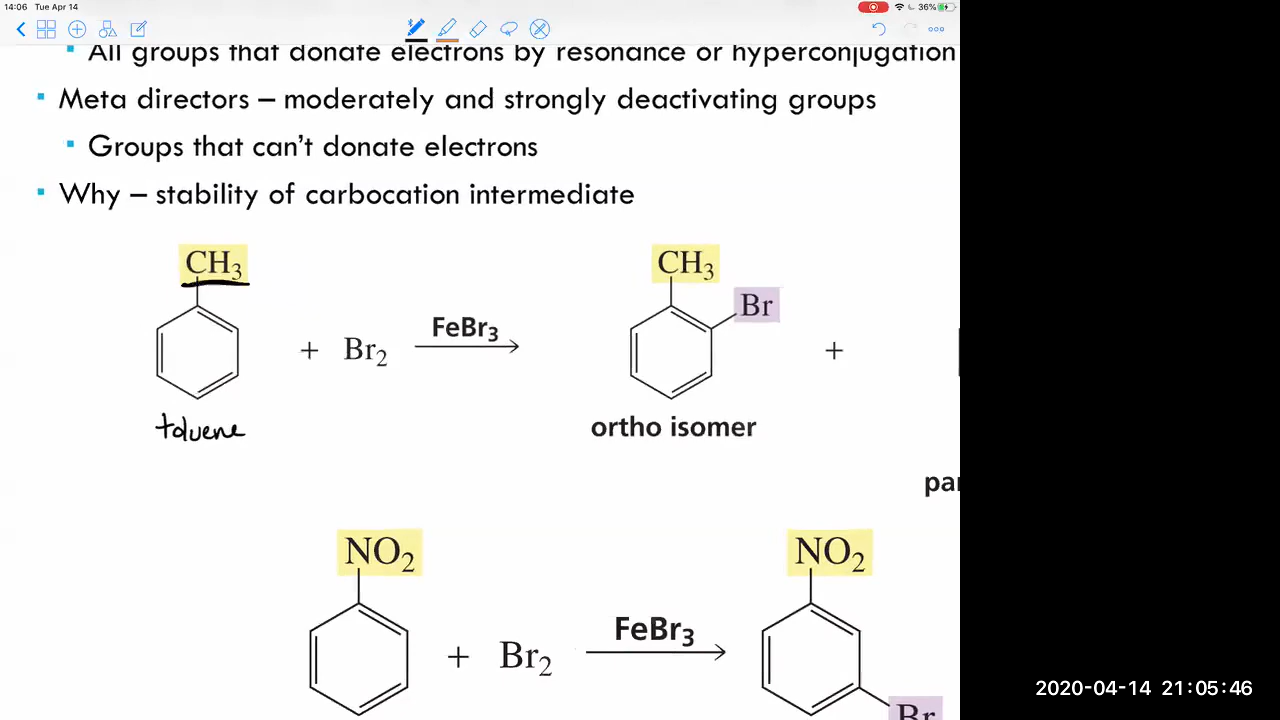 14:06 Tue Apr 14 36%
All groups that donate electrons by resonance or hyperconjugation
Meta directors – moderately and strongly deactivating groups
Groups that can't donate electrons
Why – stability of carbocation intermediate
CH3 CH3
Br
+ Br2 FeBr3 +
toluene ortho isomer
par
NO2 NO2
+ Br2 FeBr3
2020-04-14 21:05:46
Br